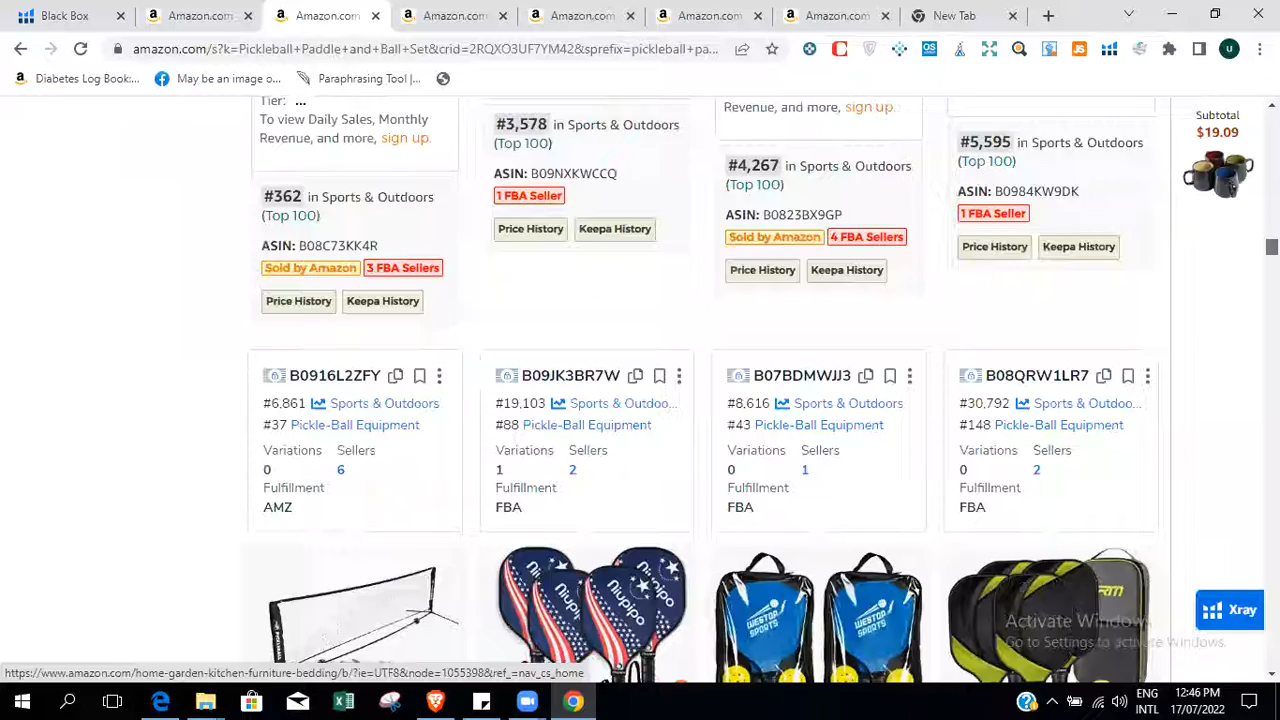 Black Box
Amazon.com
Amazon.com
Amazon.com
Amazon.com
Amazon.com
Amazon.com
New Tab
amazon.com/s?k=Pickleball+Paddle+and+Ball+Set&crid=2RQXO3UF7YM42&sprefix=pickleball+pa...
Diabetes Log Book:...
May be an image o...
Paraphrasing Tool |...
Subtotal
$19.09
Tier: ...
To view Daily Sales, Monthly
Revenue, and more, sign up.
#362 in Sports & Outdoors
(Top 100)
ASIN: B08C73KK4R
Sold by Amazon 3 FBA Sellers
Price History Keepa History
#3,578 in Sports & Outdoors
(Top 100)
ASIN: B09NXKWCCQ
1 FBA Seller
Price History Keepa History
Revenue, and more, sign up.
#4,267 in Sports & Outdoors
(Top 100)
ASIN: B0823BX9GP
Sold by Amazon 4 FBA Sellers
Price History Keepa History
#5,595 in Sports & Outdoors
(Top 100)
ASIN: B0984KW9DK
1 FBA Seller
Price History Keepa History
B0916L2ZFY
#6,861 Sports & Outdoors
#37 Pickle-Ball Equipment
Variations Sellers
0 6
Fulfillment
AMZ
B09JK3BR7W
#19,103 Sports & Outdoo...
#88 Pickle-Ball Equipment
Variations Sellers
1 2
Fulfillment
FBA
B07BDMWJJ3
#8,616 Sports & Outdoors
#43 Pickle-Ball Equipment
Variations Sellers
0 1
Fulfillment
FBA
B08QRW1LR7
#30,792 Sports & Outdoo...
#148 Pickle-Ball Equipment
Variations Sellers
0 2
Fulfillment
FBA
Niupipo
Niupipo
WESTOP
SPORTS
WESTOP
SPORTS
Xray
Activate Windows
Go to Settings to activate Windows.
https://www.amazon.com/home-garden-kitchen-furniture-bedding/b/?ie=UTF8&node=1055398&ref_=nav_cs_home
ENG
INTL
12:46 PM
17/07/2022